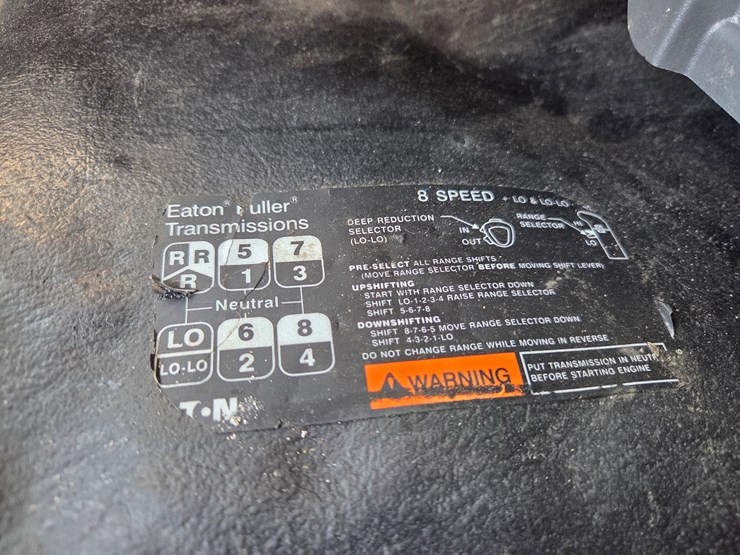 8 SPEED + LO & LO-LO
Eaton® Fuller®
Transmissions
R R
R
5
1
7
3
Neutral
LO
LO-LO
6
2
8
4
DEEP REDUCTION
SELECTOR
(LO-LO)
IN
OUT
RANGE
SELECTOR
HI
LO
PRE-SELECT ALL RANGE SHIFTS
(MOVE RANGE SELECTOR BEFORE MOVING SHIFT LEVER)
UPSHIFTING
START WITH RANGE SELECTOR DOWN
SHIFT LO-1-2-3-4 RAISE RANGE SELECTOR
SHIFT 5-6-7-8
DOWNSHIFTING
SHIFT 8-7-6-5 MOVE RANGE SELECTOR DOWN
SHIFT 4-3-2-1-LO
DO NOT CHANGE RANGE WHILE MOVING IN REVERSE
WARNING
PUT TRANSMISSION IN NEUTR
BEFORE STARTING ENGINE
T•N